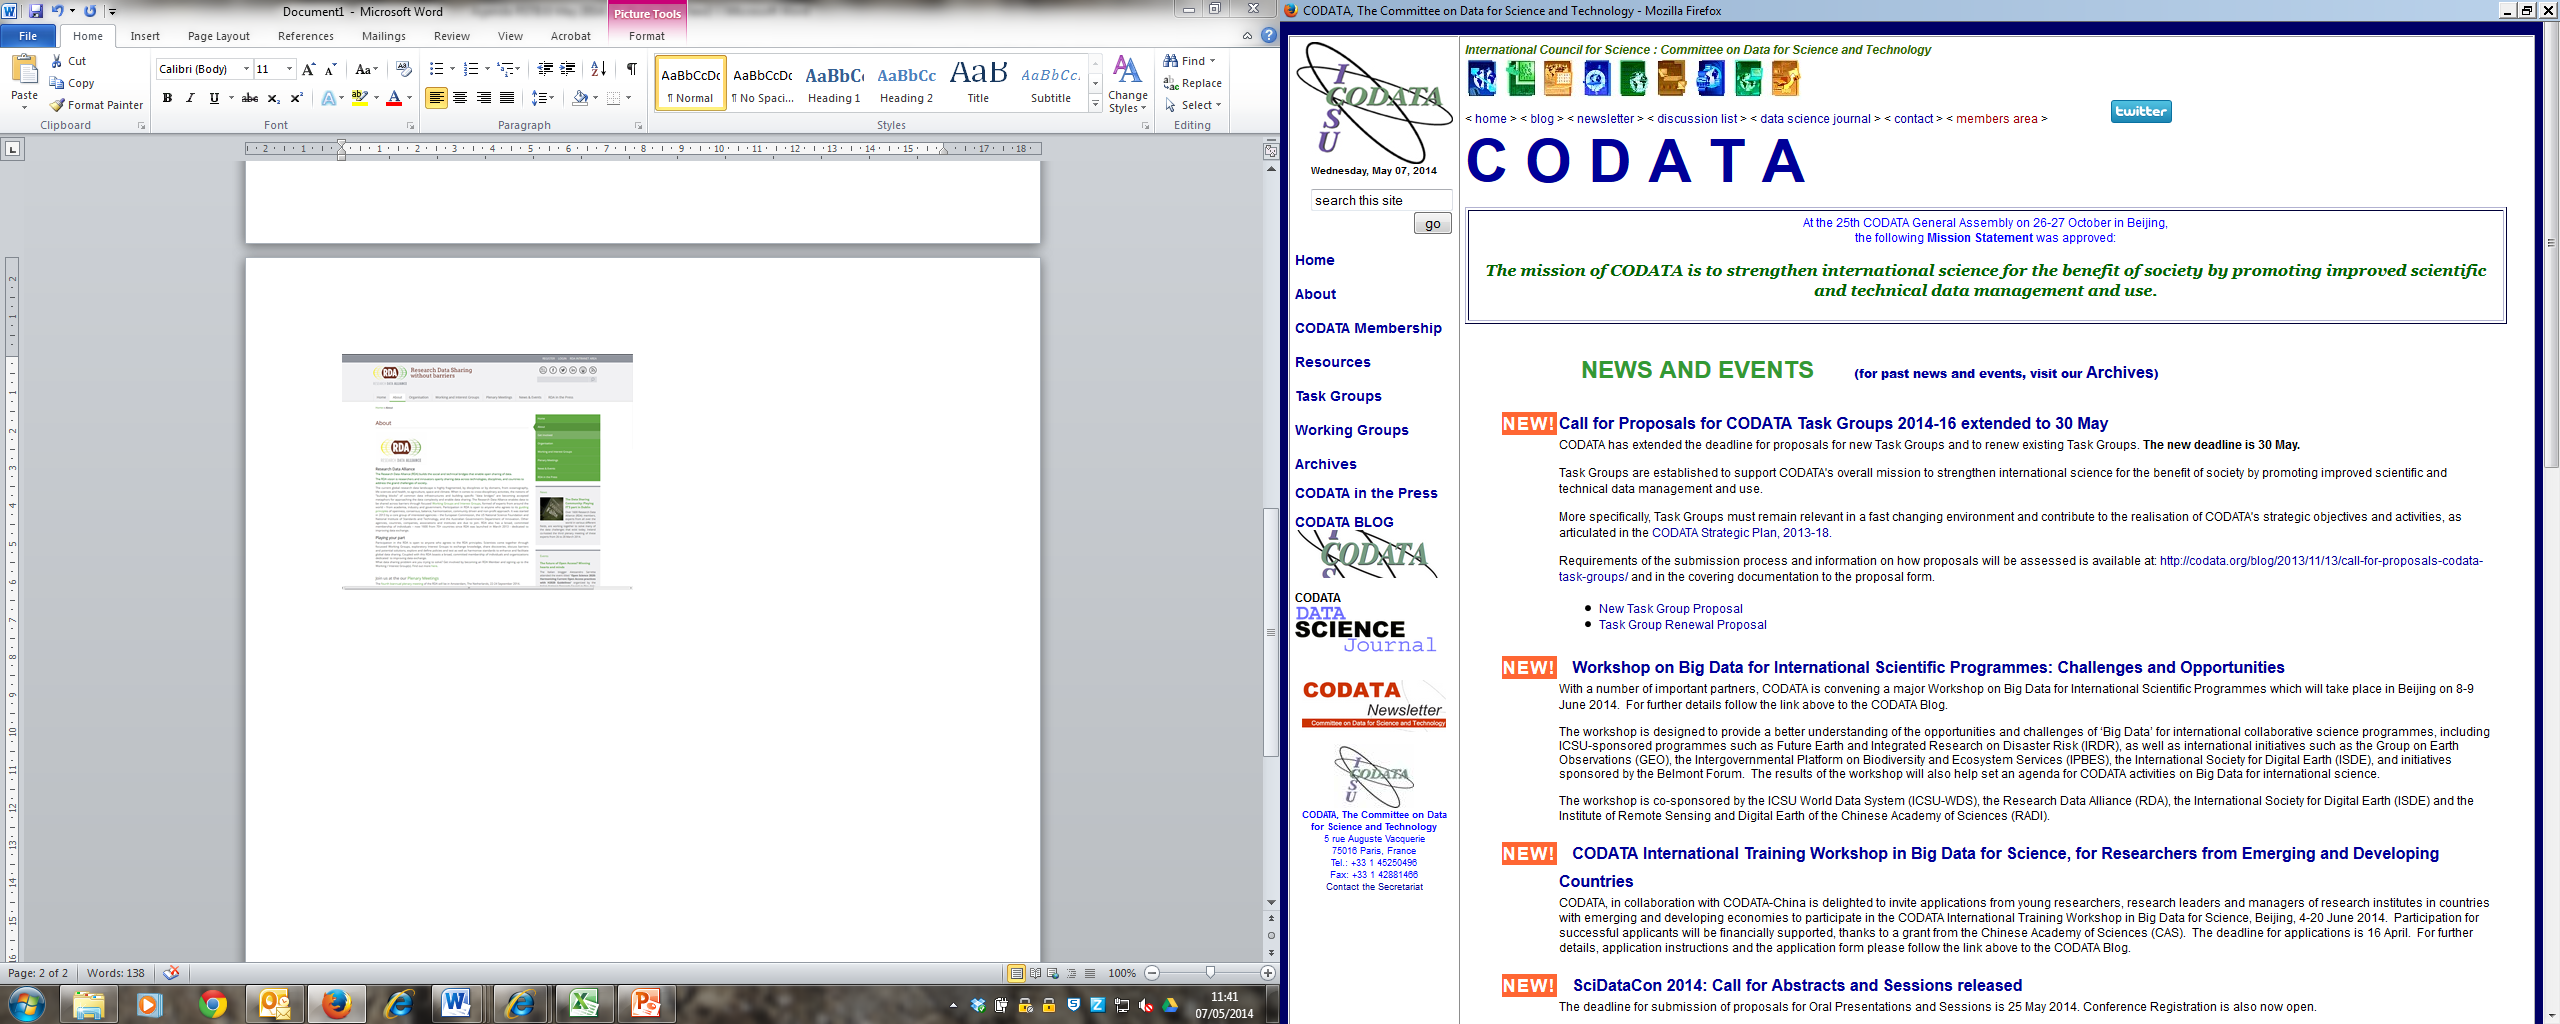 Document1 - Microsoft Word
Picture Tools
File Home Insert Page Layout References Mailings Review View Acrobat Format
Paste
Cut
Copy
Format Painter
Clipboard
Calibri (Body) 11
Font
Paragraph
AaBbCcDc AaBbCcDc AaBbCc AaBbCc AaB AaBbCc.
¶ Normal ¶ No Spaci... Heading 1 Heading 2 Title Subtitle
Styles
Change Styles
Find
Replace
Select
Editing
RDA
Research Data Sharing
without barriers
About
RDA
Research Data Alliance
Playing your part
Page: 2 of 2 Words: 138 100%
11:41
07/05/2014
CODATA, The Committee on Data for Science and Technology - Mozilla Firefox
ICSU
CODATA
Wednesday, May 07, 2014
search this site
go
Home
About
CODATA Membership
Resources
Task Groups
Working Groups
Archives
CODATA in the Press
CODATA BLOG
CODATA
CODATA
DATA
SCIENCE
Journal
CODATA
Newsletter
Committee on Data for Science and Technology
ICSU
CODATA
CODATA, The Committee on Data
for Science and Technology
5 rue Auguste Vacquerie
75016 Paris, France
Tel.: +33 1 45250496
Fax: +33 1 42881466
Contact the Secretariat
International Council for Science : Committee on Data for Science and Technology
< home > < blog > < newsletter > < discussion list > < data science journal > < contact > < members area >
twitter
C O D A T A
At the 25th CODATA General Assembly on 26-27 October in Beijing,
the following Mission Statement was approved:
The mission of CODATA is to strengthen international science for the benefit of society by promoting improved scientific
and technical data management and use.
NEWS AND EVENTS (for past news and events, visit our Archives)
NEW! Call for Proposals for CODATA Task Groups 2014-16 extended to 30 May
CODATA has extended the deadline for proposals for new Task Groups and to renew existing Task Groups. The new deadline is 30 May.
Task Groups are established to support CODATA's overall mission to strengthen international science for the benefit of society by promoting improved scientific and
technical data management and use.
More specifically, Task Groups must remain relevant in a fast changing environment and contribute to the realisation of CODATA's strategic objectives and activities, as
articulated in the CODATA Strategic Plan, 2013-18.
Requirements of the submission process and information on how proposals will be assessed is available at: http://codata.org/blog/2013/11/13/call-for-proposals-codata-
task-groups/ and in the covering documentation to the proposal form.
• New Task Group Proposal
• Task Group Renewal Proposal
NEW! Workshop on Big Data for International Scientific Programmes: Challenges and Opportunities
With a number of important partners, CODATA is convening a major Workshop on Big Data for International Scientific Programmes which will take place in Beijing on 8-9
June 2014. For further details follow the link above to the CODATA Blog.
The workshop is designed to provide a better understanding of the opportunities and challenges of 'Big Data' for international collaborative science programmes, including
ICSU-sponsored programmes such as Future Earth and Integrated Research on Disaster Risk (IRDR), as well as international initiatives such as the Group on Earth
Observations (GEO), the Intergovernmental Platform on Biodiversity and Ecosystem Services (IPBES), the International Society for Digital Earth (ISDE), and initiatives
sponsored by the Belmont Forum. The results of the workshop will also help set an agenda for CODATA activities on Big Data for international science.
The workshop is co-sponsored by the ICSU World Data System (ICSU-WDS), the Research Data Alliance (RDA), the International Society for Digital Earth (ISDE) and the
Institute of Remote Sensing and Digital Earth of the Chinese Academy of Sciences (RADI).
NEW! CODATA International Training Workshop in Big Data for Science, for Researchers from Emerging and Developing
Countries
CODATA, in collaboration with CODATA-China is delighted to invite applications from young researchers, research leaders and managers of research institutes in countries
with emerging and developing economies to participate in the CODATA International Training Workshop in Big Data for Science, Beijing, 4-20 June 2014. Participation for
successful applicants will be financially supported, thanks to a grant from the Chinese Academy of Sciences (CAS). The deadline for applications is 16 April. For further
details, application instructions and the application form please follow the link above to the CODATA Blog.
NEW! SciDataCon 2014: Call for Abstracts and Sessions released
The deadline for submission of proposals for Oral Presentations and Sessions is 25 May 2014. Conference Registration is also now open.